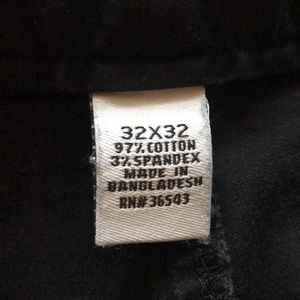 32X32
97% COTTON
3% SPANDEX
MADE IN
BANGLADESH
RN# 36543